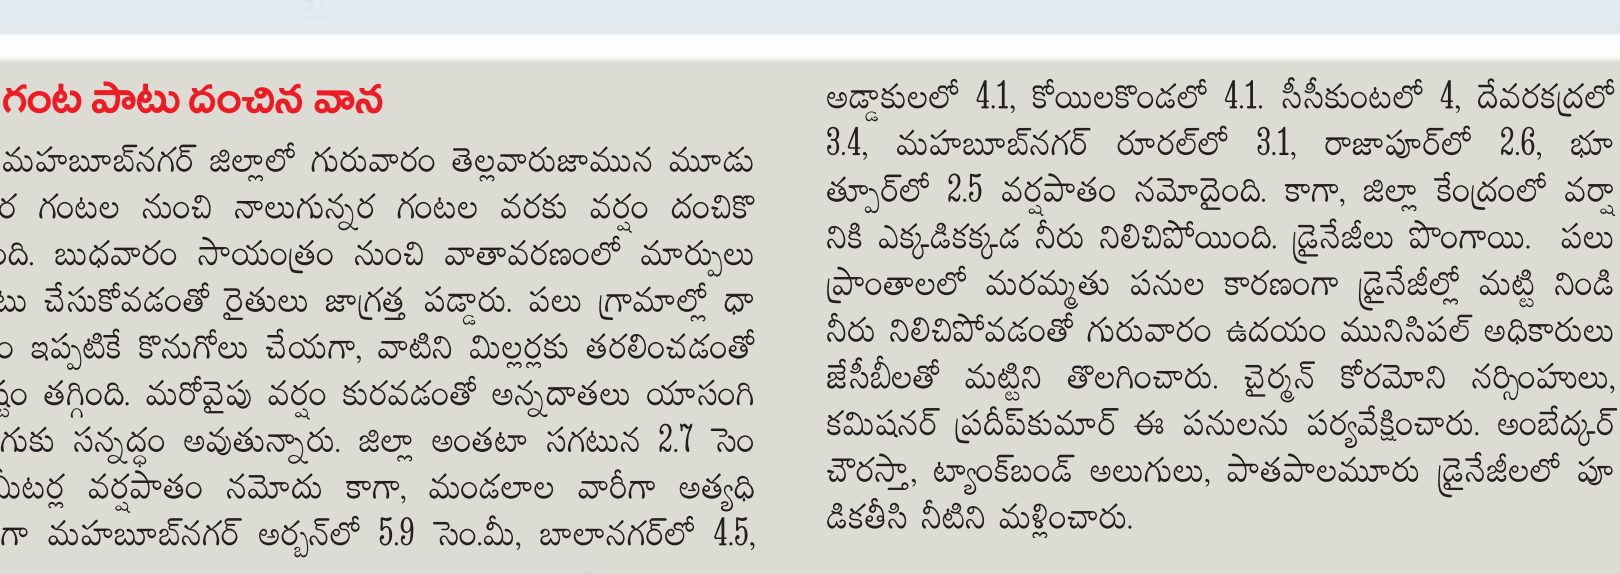 గంట పాటు దంచిన వాన
మహబూబ్‌నగర్ జిల్లాలో గురువారం తెల్లవారుజామున మూడు
ర గంటల నుంచి నాలుగున్నర గంటల వరకు వర్షం దంచికొ
ంది. బుధవారం సాయంత్రం నుంచి వాతావరణంలో మార్పులు
టు చేసుకోవడంతో రైతులు జాగ్రత్త పడ్డారు. పలు గ్రామాల్లో ధా
ం ఇప్పటికే కొనుగోలు చేయగా, వాటిని మిల్లర్లకు తరలించడంతో
ష్టం తగ్గింది. మరోవైపు వర్షం కురవడంతో అన్నదాతలు యాసంగి
గుకు సన్నద్ధం అవుతున్నారు. జిల్లా అంతటా సగటున 2.7 సెం
మీటర్ల వర్షపాతం నమోదు కాగా, మండలాల వారీగా అత్యధి
గా మహబూబ్‌నగర్ అర్బన్‌లో 5.9 సెం.మీ, బాలానగర్‌లో 4.5,
అడ్డాకులలో 4.1, కోయిలకొండలో 4.1. సీసీకుంటలో 4, దేవరకద్రలో
3.4, మహబూబ్‌నగర్ రూరల్‌లో 3.1, రాజాపూర్‌లో 2.6, భూ
త్పూర్‌లో 2.5 వర్షపాతం నమోదైంది. కాగా, జిల్లా కేంద్రంలో వర్షా
నికి ఎక్కడికక్కడ నీరు నిలిచిపోయింది. డ్రైనేజీలు పొంగాయి. పలు
ప్రాంతాలలో మరమ్మతు పనుల కారణంగా డ్రైనేజీల్లో మట్టి నిండి
నీరు నిలిచిపోవడంతో గురువారం ఉదయం మునిసిపల్ అధికారులు
జేసీబీలతో మట్టిని తొలగించారు. చైర్మన్ కోరమోని నర్సింహులు,
కమిషనర్ ప్రదీప్‌కుమార్ ఈ పనులను పర్యవేక్షించారు. అంబేద్కర్
చౌరస్తా, ట్యాంక్‌బండ్ అలుగులు, పాతపాలమూరు డ్రైనేజీలలో పూ
డికతీసి నీటిని మళ్లించారు.